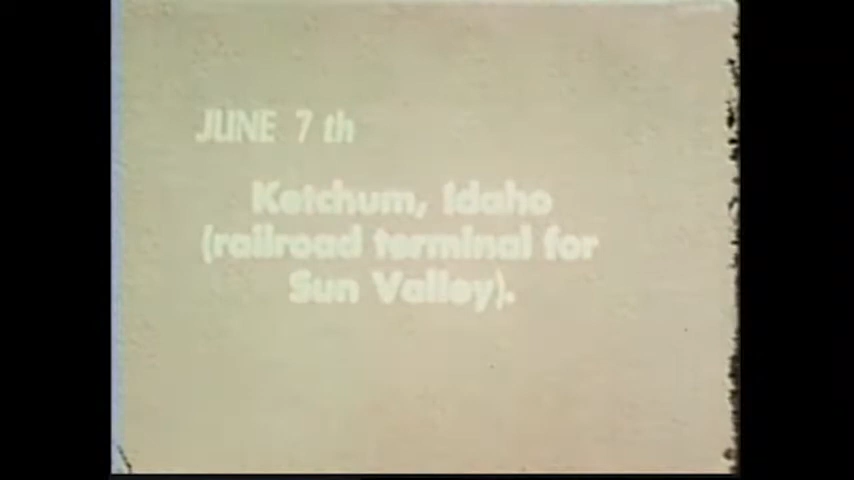 JUNE 7 th
Ketchum, Idaho
(railroad terminal for
Sun Valley).